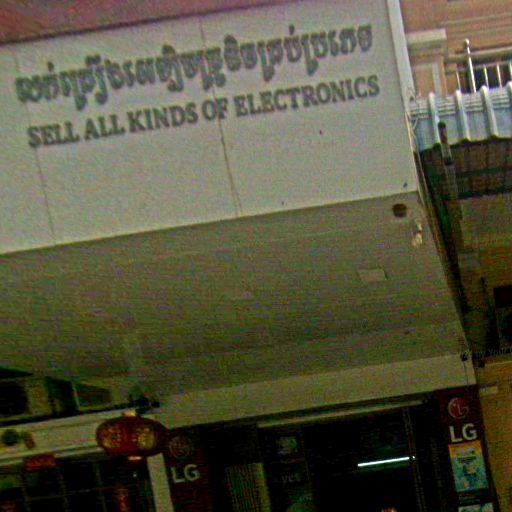 លក់គ្រឿងអេឡិចត្រូនិចគ្រប់ប្រភេទ
SELL ALL KINDS OF ELECTRONICS
LG
LG